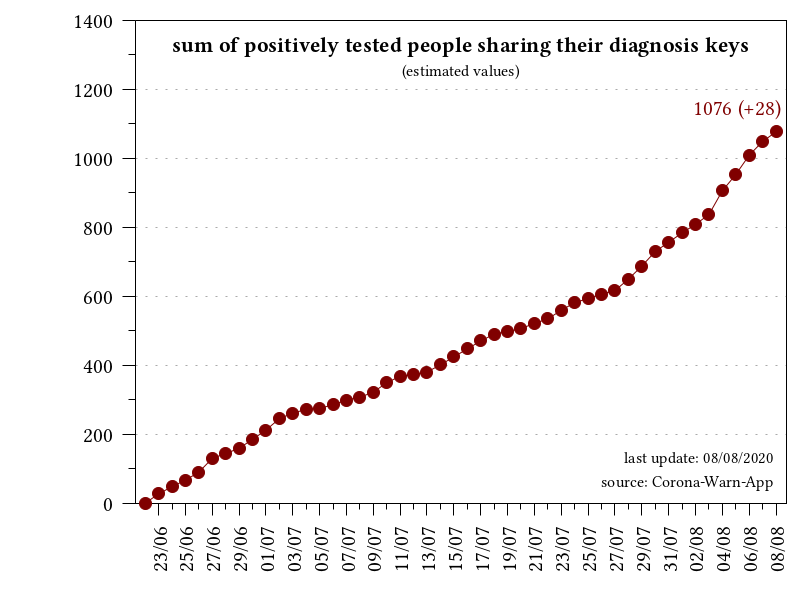 1400
sum of positively tested people sharing their diagnosis keys
(estimated values)
1200
1076 (+28)
1000
800
600
400
200
last update: 08/08/2020
source: Corona-Warn-App
0
23/06 25/06 27/06 29/06 01/07 03/07 05/07 07/07 09/07 11/07 13/07 15/07 17/07 19/07 21/07 23/07 25/07 27/07 29/07 31/07 02/08 04/08 06/08 08/08